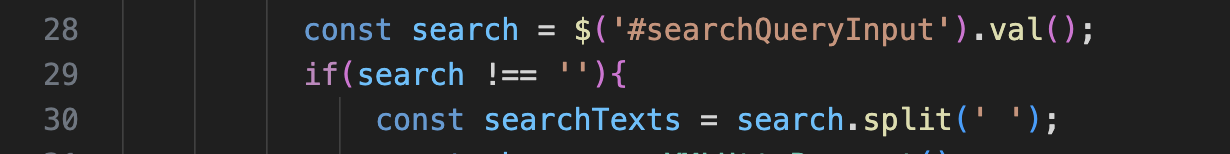 28 const search = $('#searchQueryInput').val();
29 if(search !== ''){
30 const searchTexts = search.split(' ');